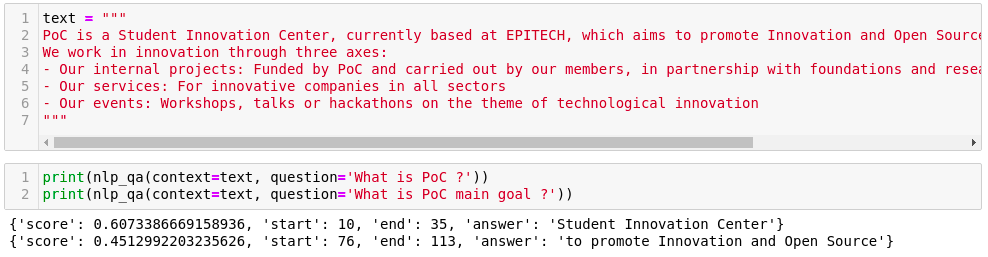 1 text = """
2 PoC is a Student Innovation Center, currently based at EPITECH, which aims to promote Innovation and Open Source
3 We work in innovation through three axes:
4 - Our internal projects: Funded by PoC and carried out by our members, in partnership with foundations and resea
5 - Our services: For innovative companies in all sectors
6 - Our events: Workshops, talks or hackathons on the theme of technological innovation
7 """
1 print(nlp_qa(context=text, question='What is PoC ?'))
2 print(nlp_qa(context=text, question='What is PoC main goal ?'))
{'score': 0.6073386669158936, 'start': 10, 'end': 35, 'answer': 'Student Innovation Center'}
{'score': 0.4512992203235626, 'start': 76, 'end': 113, 'answer': 'to promote Innovation and Open Source'}